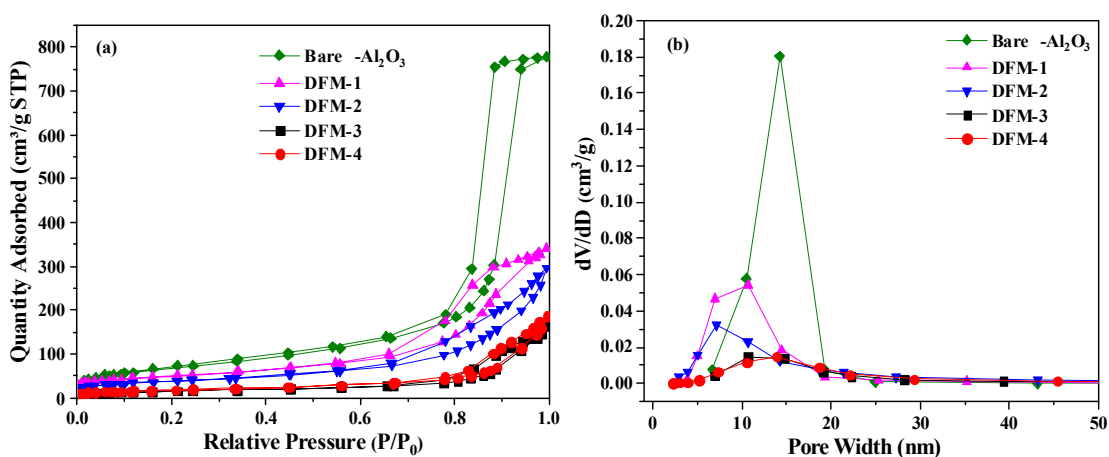 (a)
Bare -Al₂O₃
DFM-1
DFM-2
DFM-3
DFM-4
800
700
600
500
400
300
200
100
0
Quantity Adsorbed (cm³/g STP)
0.0 0.2 0.4 0.6 0.8 1.0
Relative Pressure (P/P₀)
(b)
Bare -Al₂O₃
DFM-1
DFM-2
DFM-3
DFM-4
0.20
0.18
0.16
0.14
0.12
0.10
0.08
0.06
0.04
0.02
0.00
dV/dD (cm³/g)
0 10 20 30 40 50
Pore Width (nm)